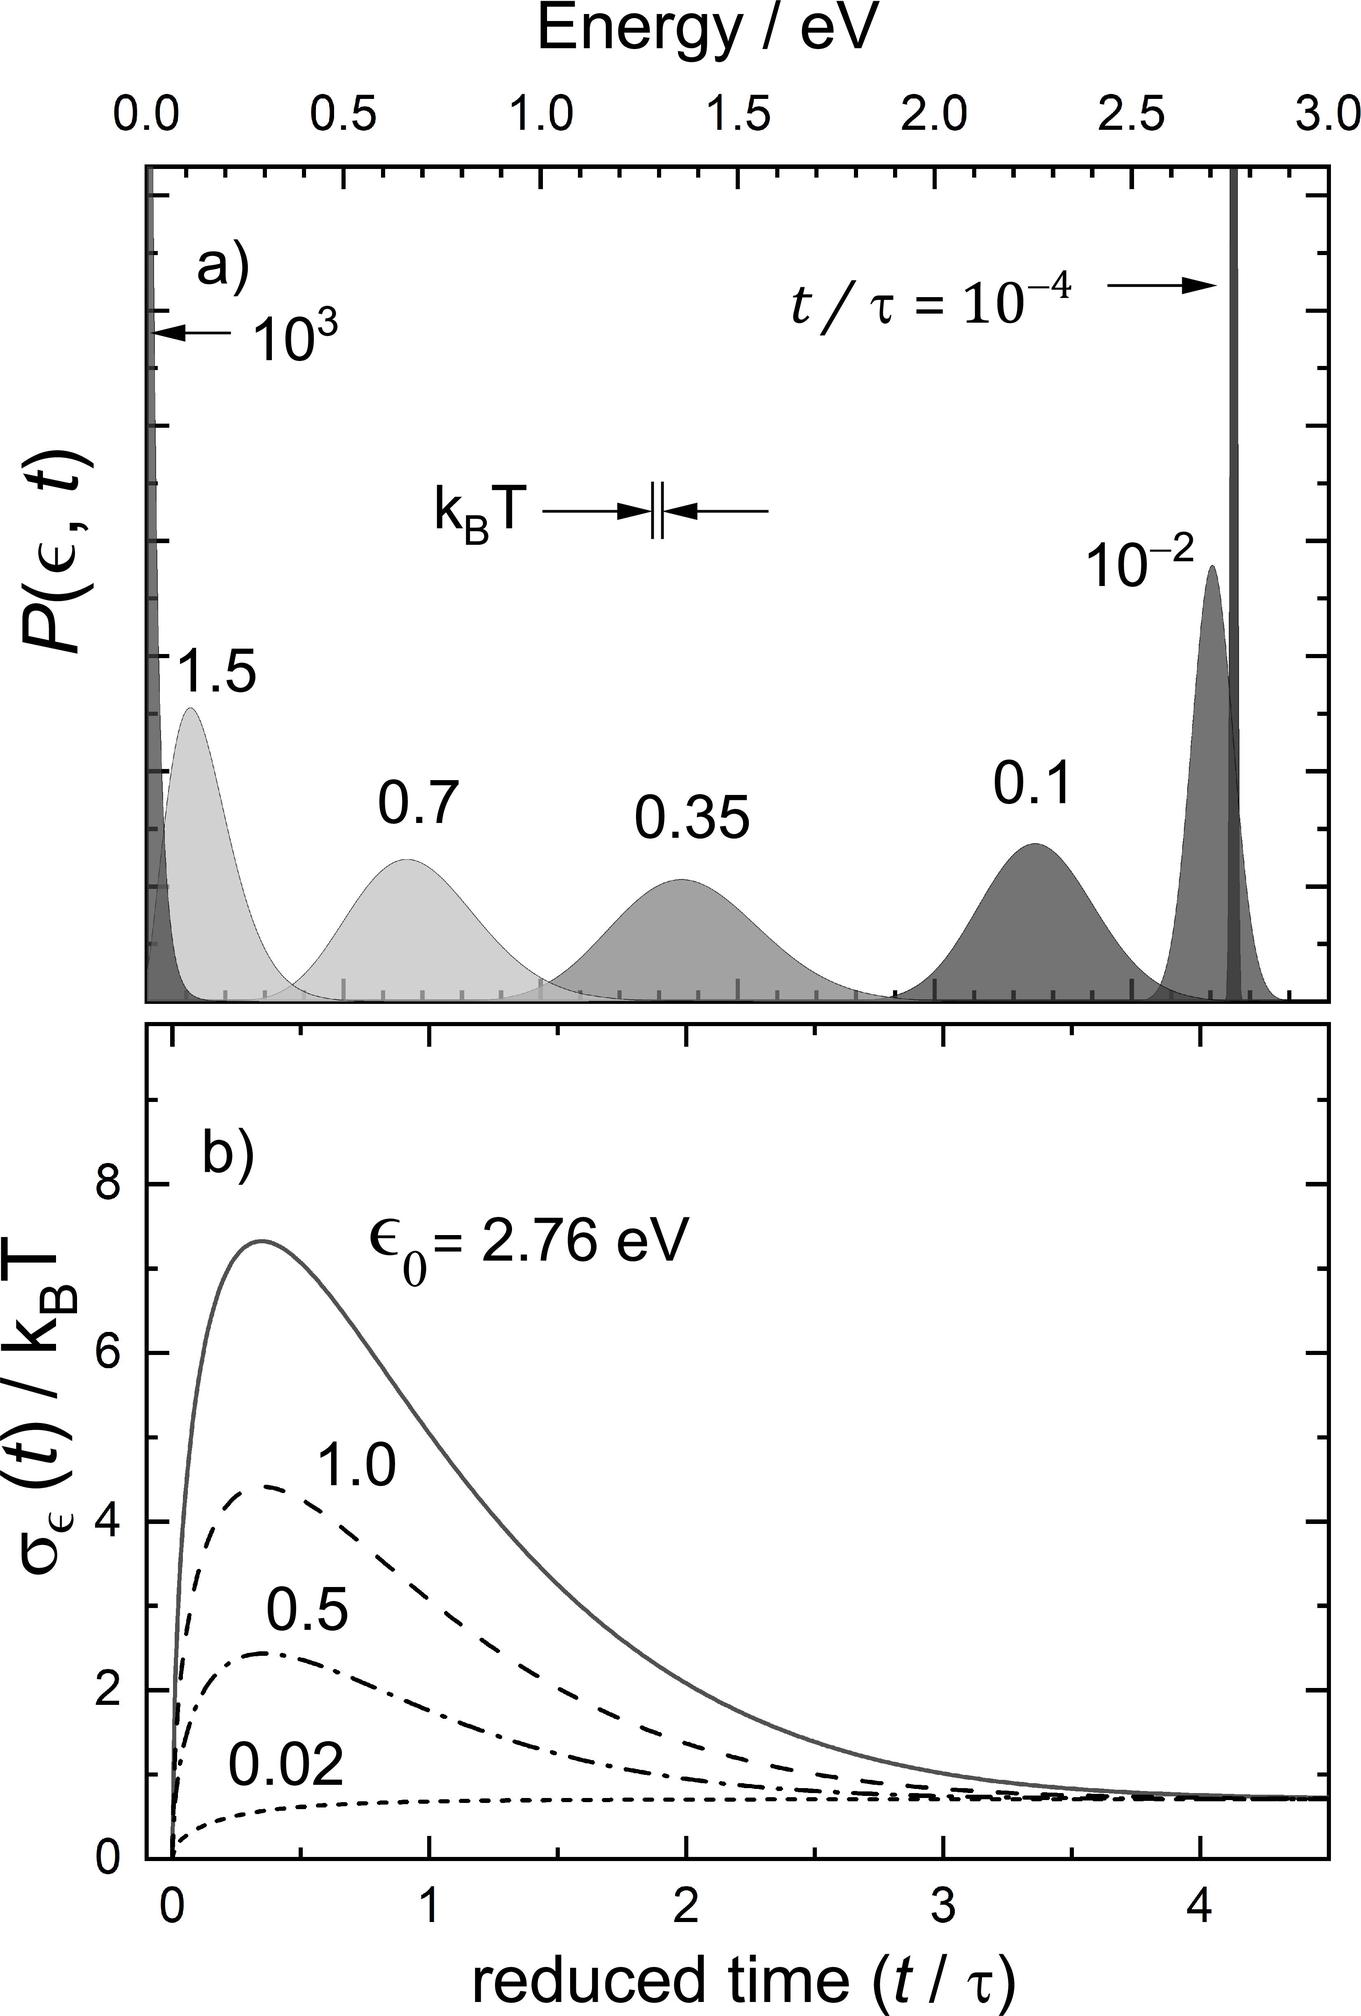 Energy / eV
0.0 0.5 1.0 1.5 2.0 2.5 3.0
a)
t / τ = 10⁻⁴
10³
P(ϵ, t)
k_BT
10⁻²
1.5
0.7
0.35
0.1
b)
8
ϵ₀= 2.76 eV
σ_ϵ (t) / k_BT
6
1.0
4
0.5
2
0.02
0
0 1 2 3 4
reduced time (t / τ)